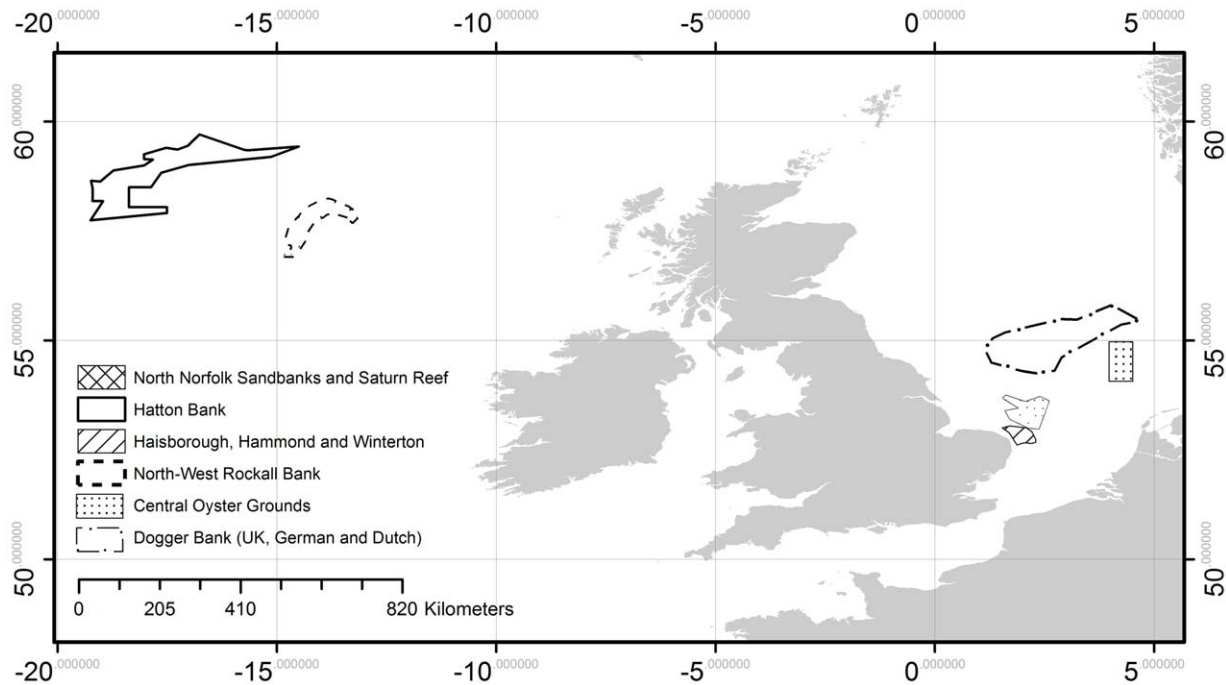 -20.000000 -15.000000 -10.000000 -5.000000 0.000000 5.000000
60.000000 60.000000
55.000000 55.000000
North Norfolk Sandbanks and Saturn Reef
Hatton Bank
Haisborough, Hammond and Winterton
North-West Rockall Bank
Central Oyster Grounds
Dogger Bank (UK, German and Dutch)
50.000000 50.000000
0 205 410 820 Kilometers
-20.000000 -15.000000 -10.000000 -5.000000 0.000000 5.000000